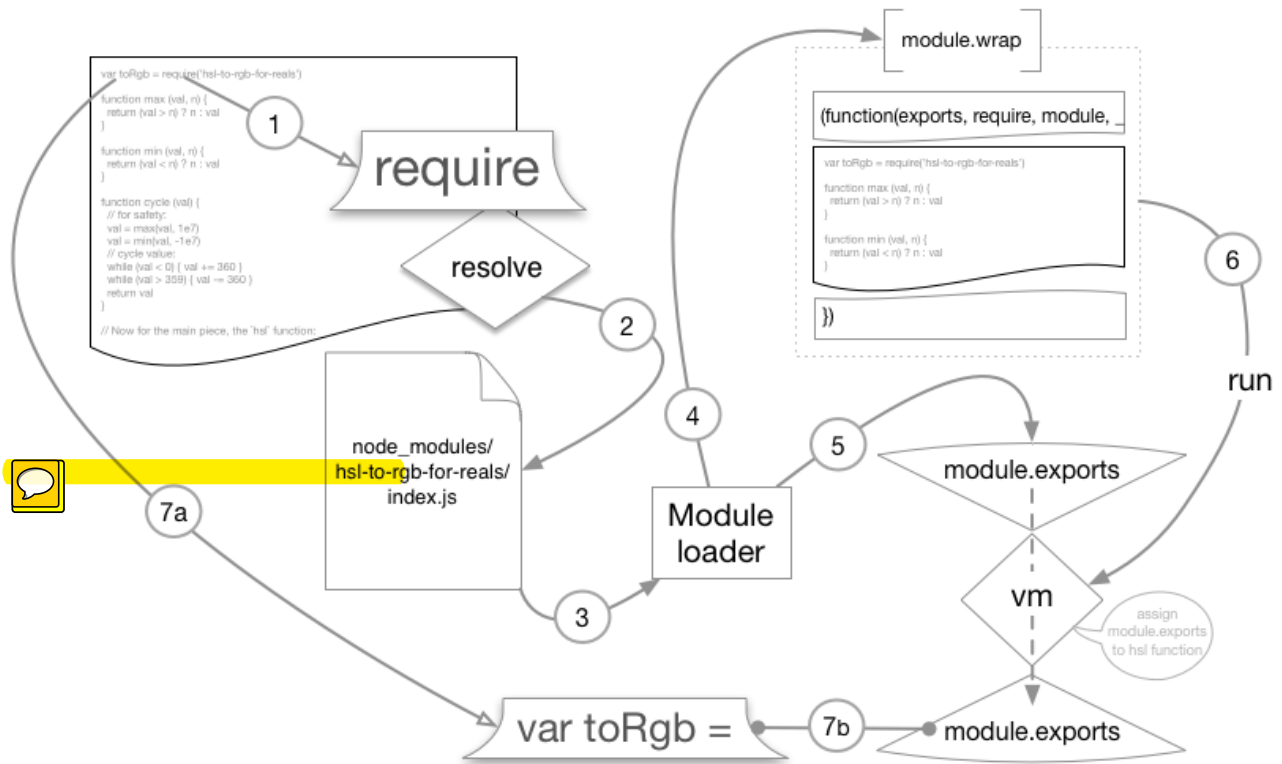 var toRgb = require('hsl-to-rgb-for-reals')
function max (val, n) {
return (val > n) ? n : val
}
function min (val, n) {
return (val < n) ? n : val
}
function cycle (val) {
// for safety:
val = max(val, 1e7)
val = min(val, -1e7)
// cycle value:
while (val < 0) { val += 360 }
while (val > 359) { val -= 360 }
return val
}
// Now for the main piece, the `hsl` function:
1
require
resolve
2
node_modules/
hsl-to-rgb-for-reals/
index.js
3
Module
loader
4
module.wrap
(function(exports, require, module, _
var toRgb = require('hsl-to-rgb-for-reals')
function max (val, n) {
return (val > n) ? n : val
}
function min (val, n) {
return (val < n) ? n : val
}
})
5
6
run
module.exports
vm
assign
module.exports
to hsl function
module.exports
7a
7b
var toRgb =